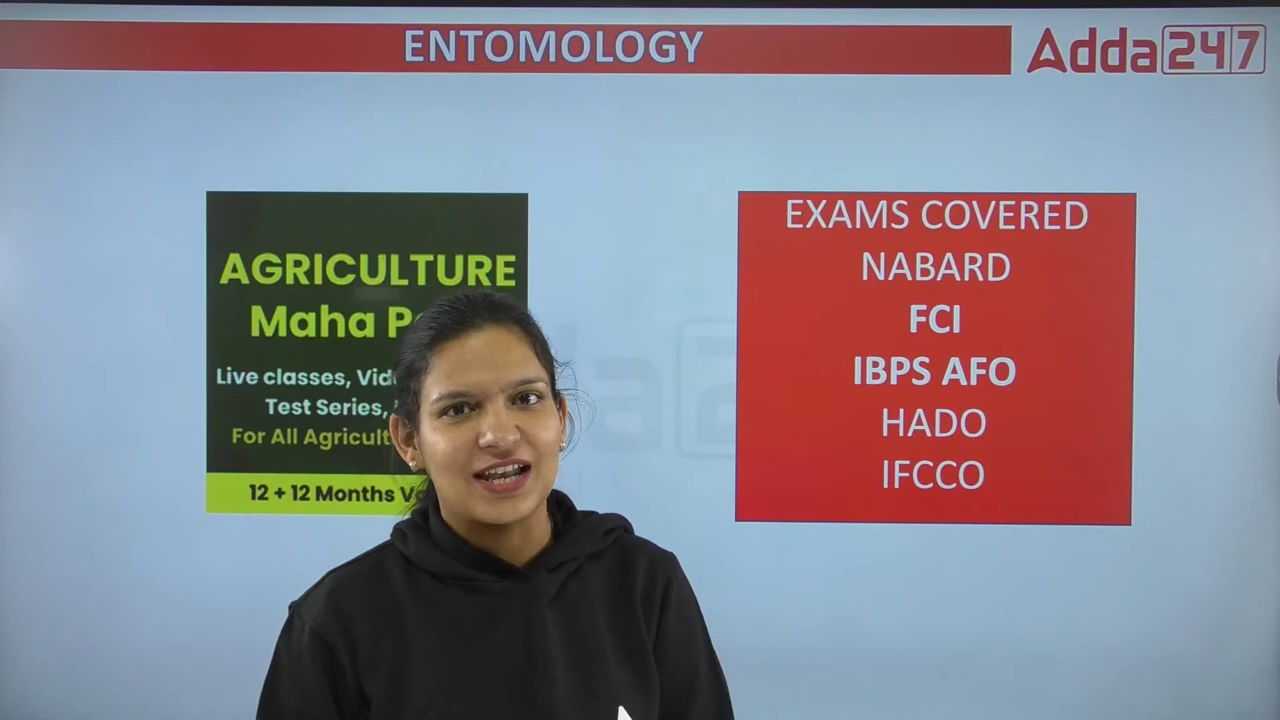 ENTOMOLOGY
Adda247
AGRICULTURE
Maha
Live classes,
Test Series,
For All
12 + 12 Months
EXAMS COVERED
NABARD
FCI
IBPS AFO
HADO
IFCCO